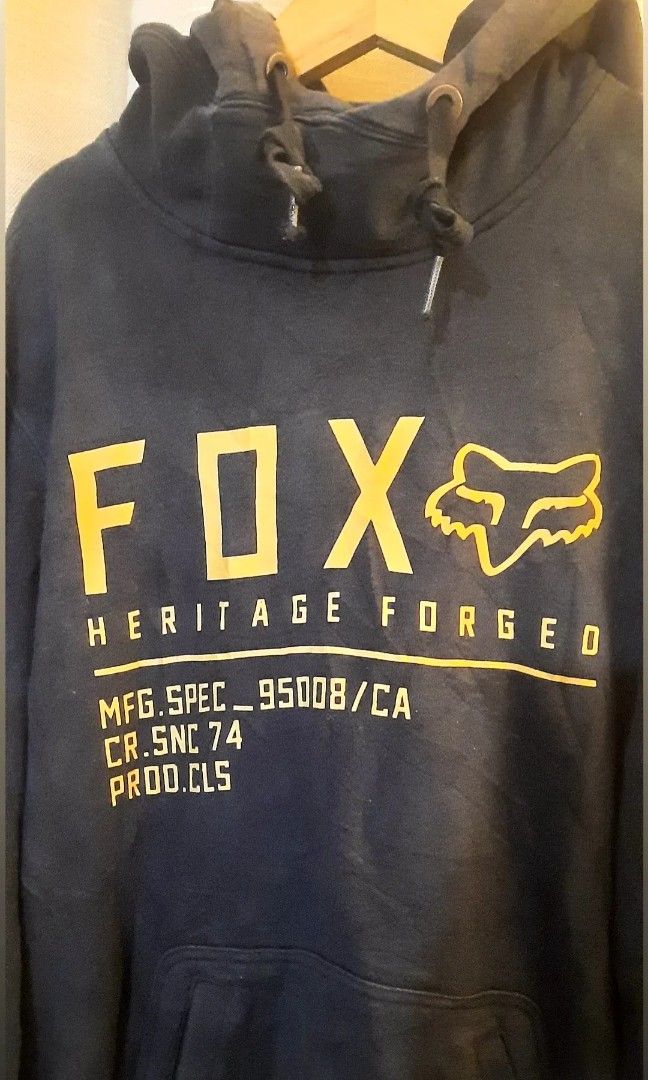 FOX
HERITAGE FORGED
MFG.SPEC_95008/CA
CR.SNC 74
PROD.CLS